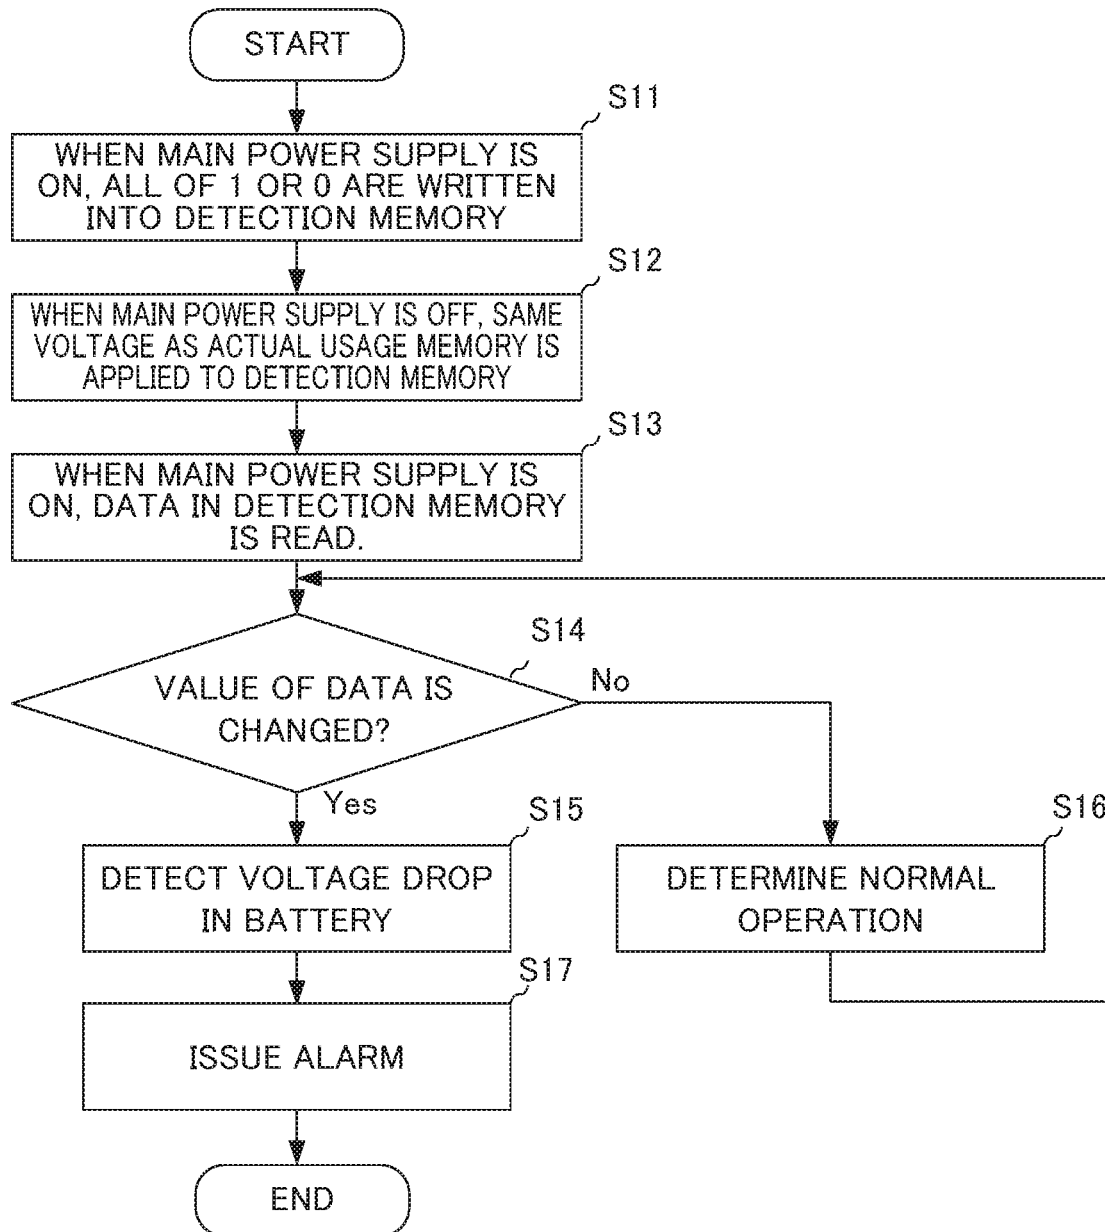 START
S11
WHEN MAIN POWER SUPPLY IS
ON, ALL OF 1 OR 0 ARE WRITTEN
INTO DETECTION MEMORY
S12
WHEN MAIN POWER SUPPLY IS OFF, SAME
VOLTAGE AS ACTUAL USAGE MEMORY IS
APPLIED TO DETECTION MEMORY
S13
WHEN MAIN POWER SUPPLY IS
ON, DATA IN DETECTION MEMORY
IS READ.
S14
VALUE OF DATA IS
CHANGED?
No
Yes
S15
DETECT VOLTAGE DROP
IN BATTERY
S16
DETERMINE NORMAL
OPERATION
S17
ISSUE ALARM
END